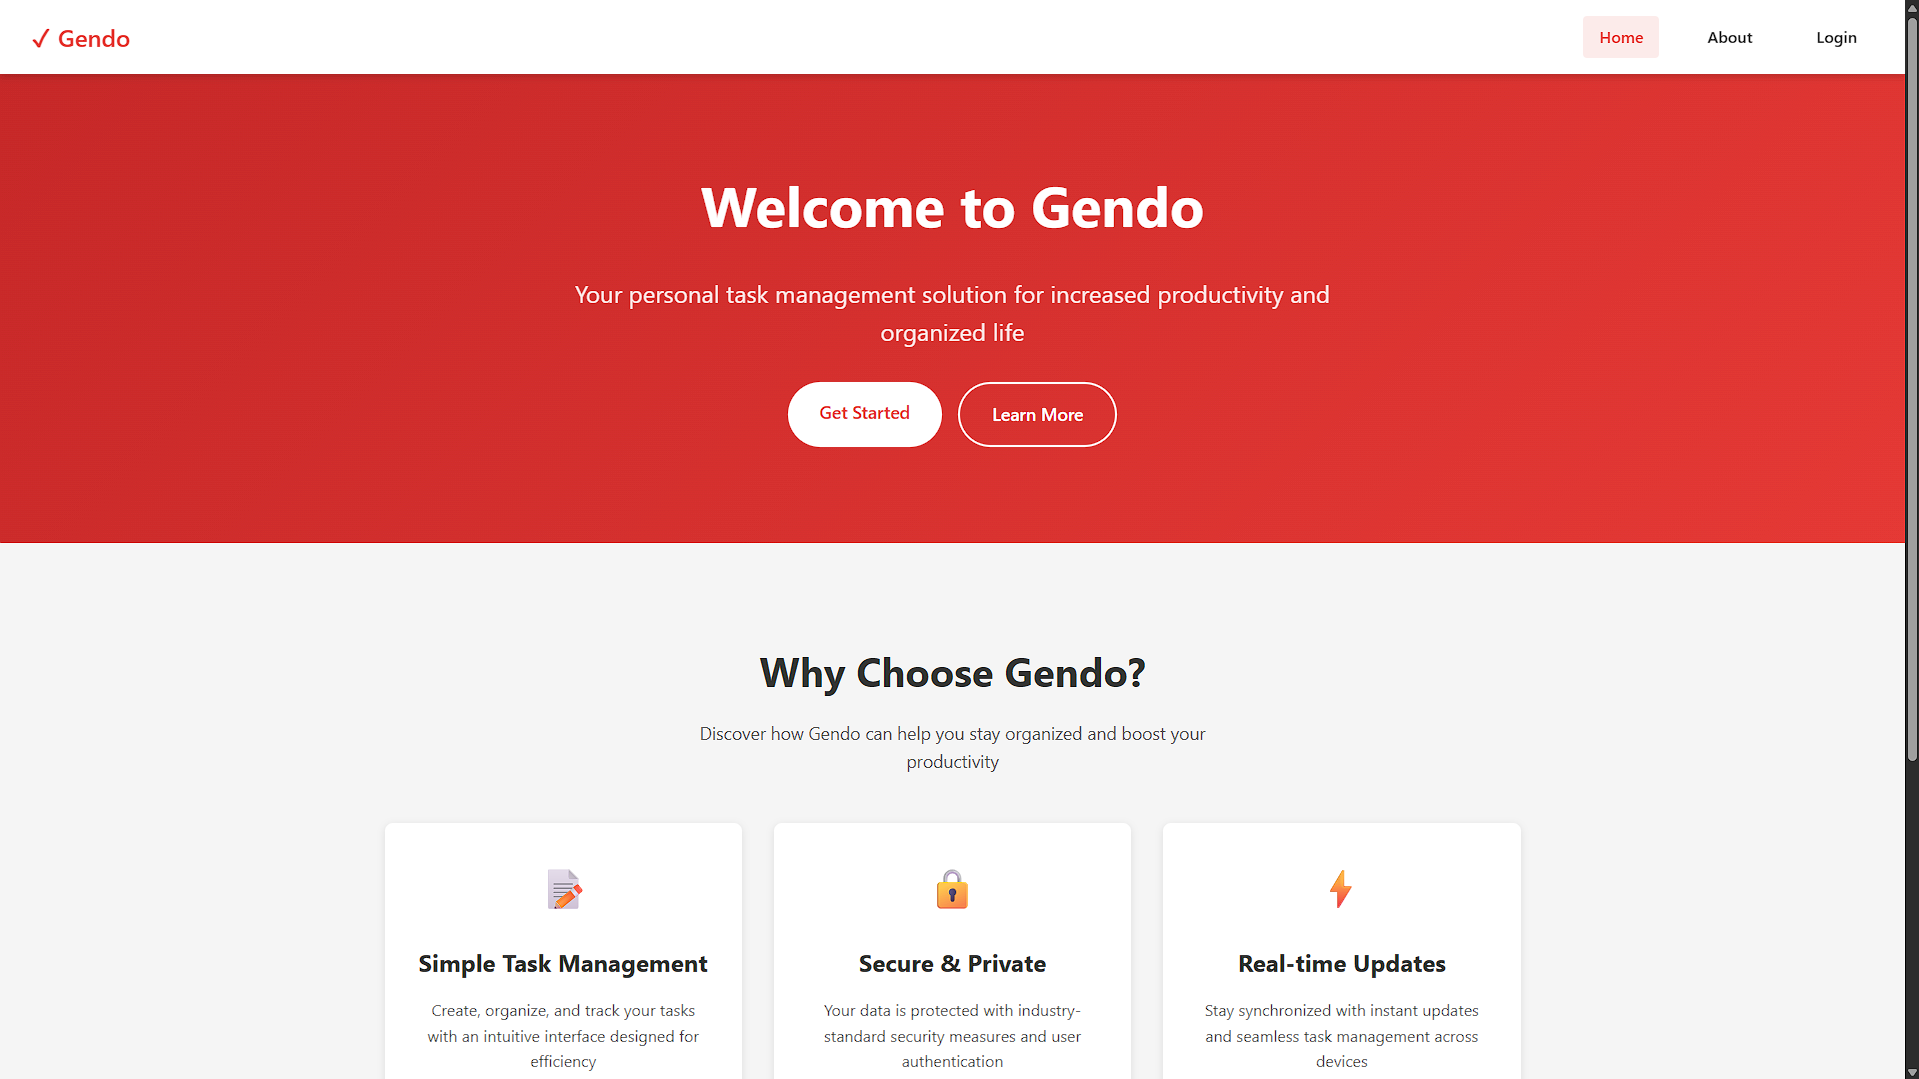 ✓ Gendo
Home
About
Login
Welcome to Gendo
Your personal task management solution for increased productivity and
organized life
Get Started
Learn More
Why Choose Gendo?
Discover how Gendo can help you stay organized and boost your
productivity
Simple Task Management
Create, organize, and track your tasks
with an intuitive interface designed for
efficiency
Secure & Private
Your data is protected with industry-
standard security measures and user
authentication
Real-time Updates
Stay synchronized with instant updates
and seamless task management across
devices